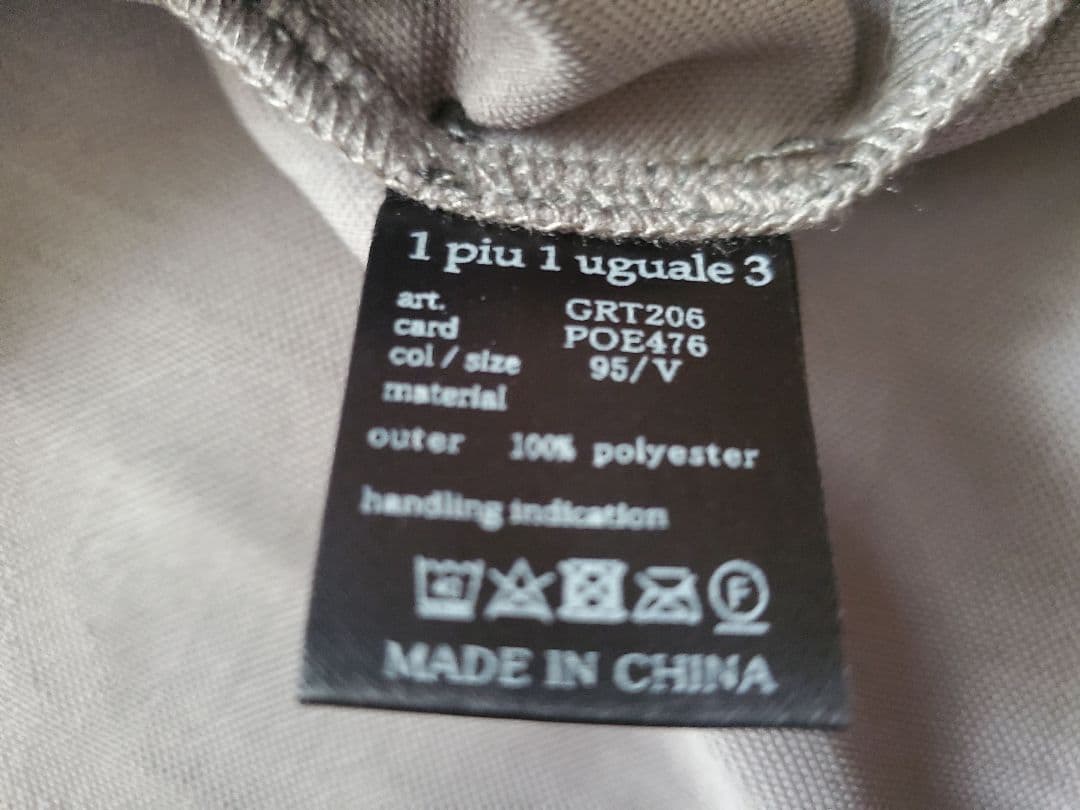 1 piu 1 uguale 3
art. GRT206
card POE476
col / size 95/V
material
outer 100% polyester
handling indication
F
MADE IN CHINA